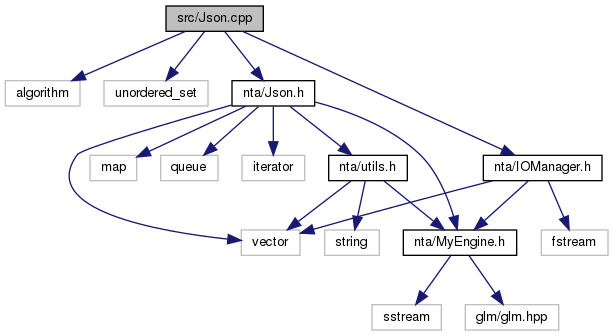 src/Json.cpp
algorithm
unordered_set
nta/Json.h
map
queue
iterator
nta/utils.h
nta/IOManager.h
vector
string
nta/MyEngine.h
fstream
sstream
glm/glm.hpp